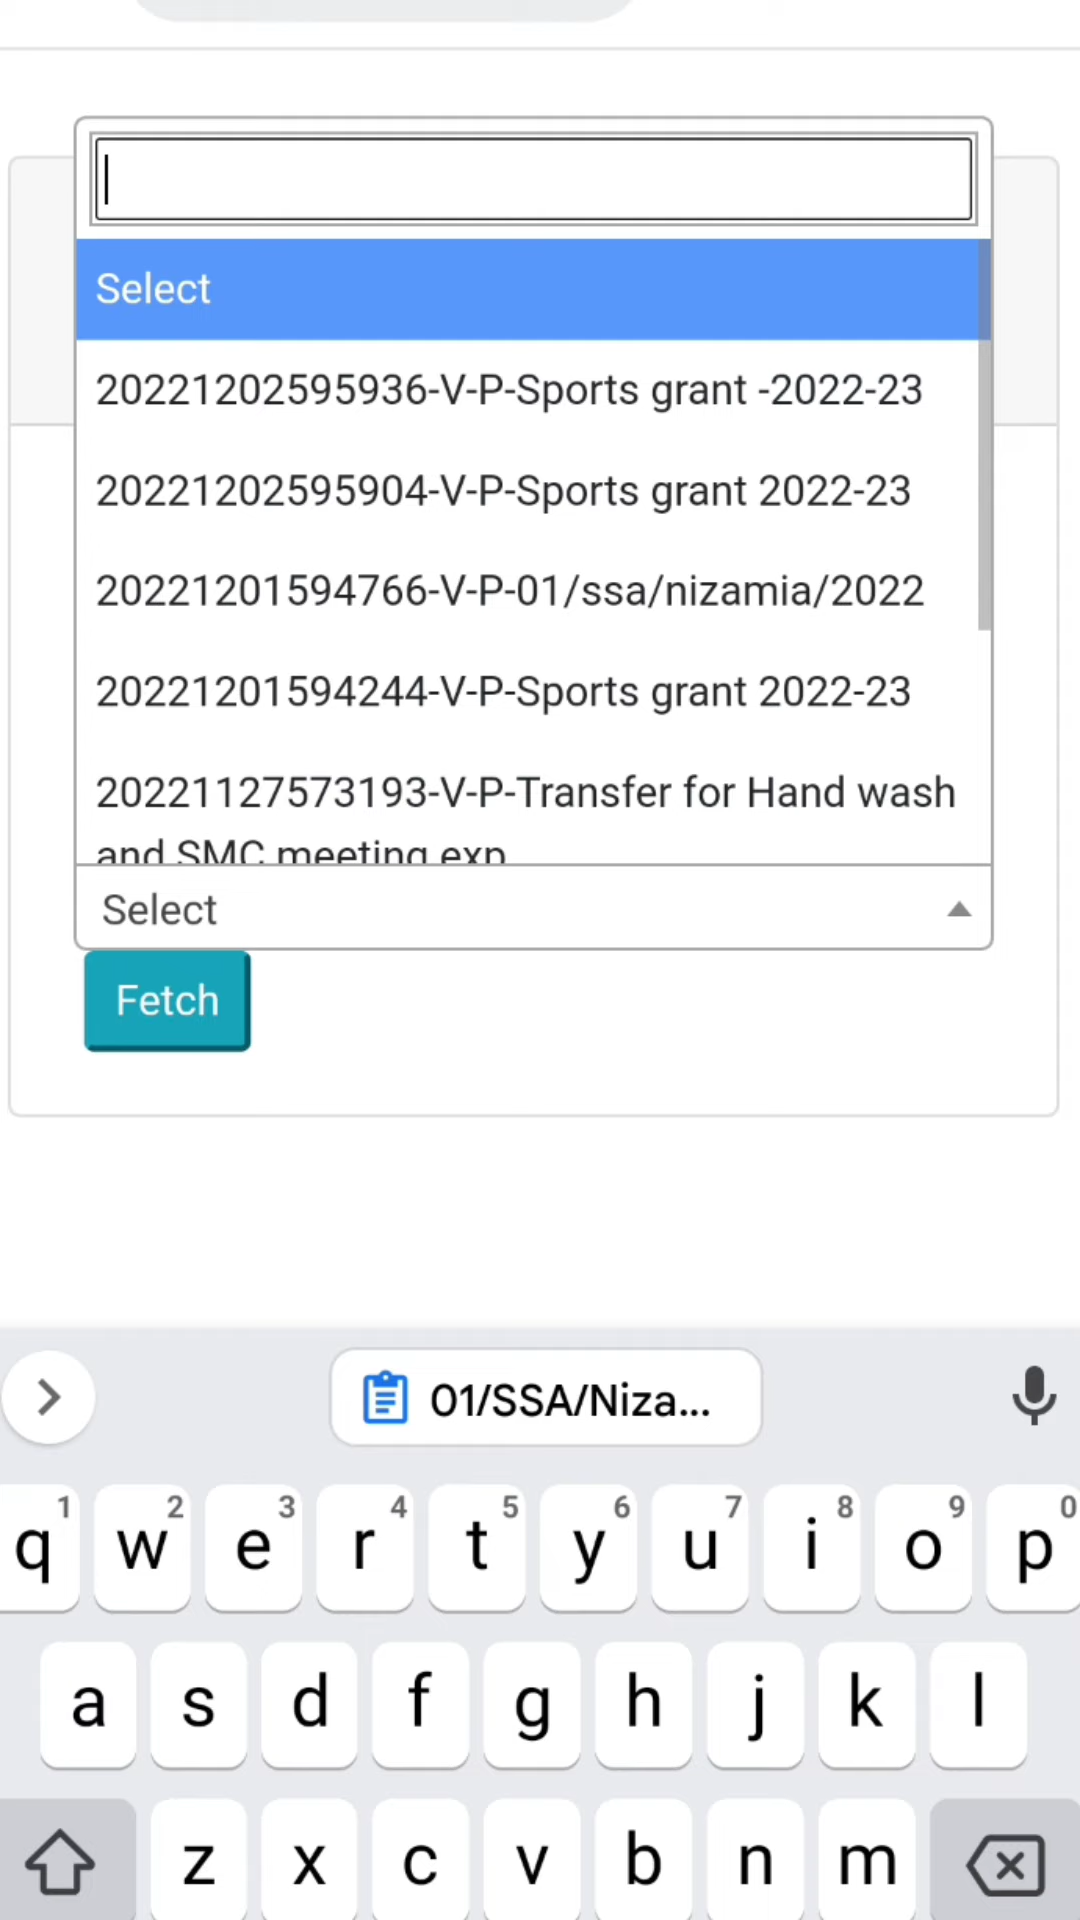 Select
20221202595936-V-P-Sports grant -2022-23
20221202595904-V-P-Sports grant 2022-23
20221201594766-V-P-01/ssa/nizamia/2022
20221201594244-V-P-Sports grant 2022-23
20221127573193-V-P-Transfer for Hand wash
and SMC meeting exp
Select
Fetch
01/SSA/Niza...
1 2 3 4 5 6 7 8 9 0
q w e r t y u i o p
a s d f g h j k l
z x c v b n m